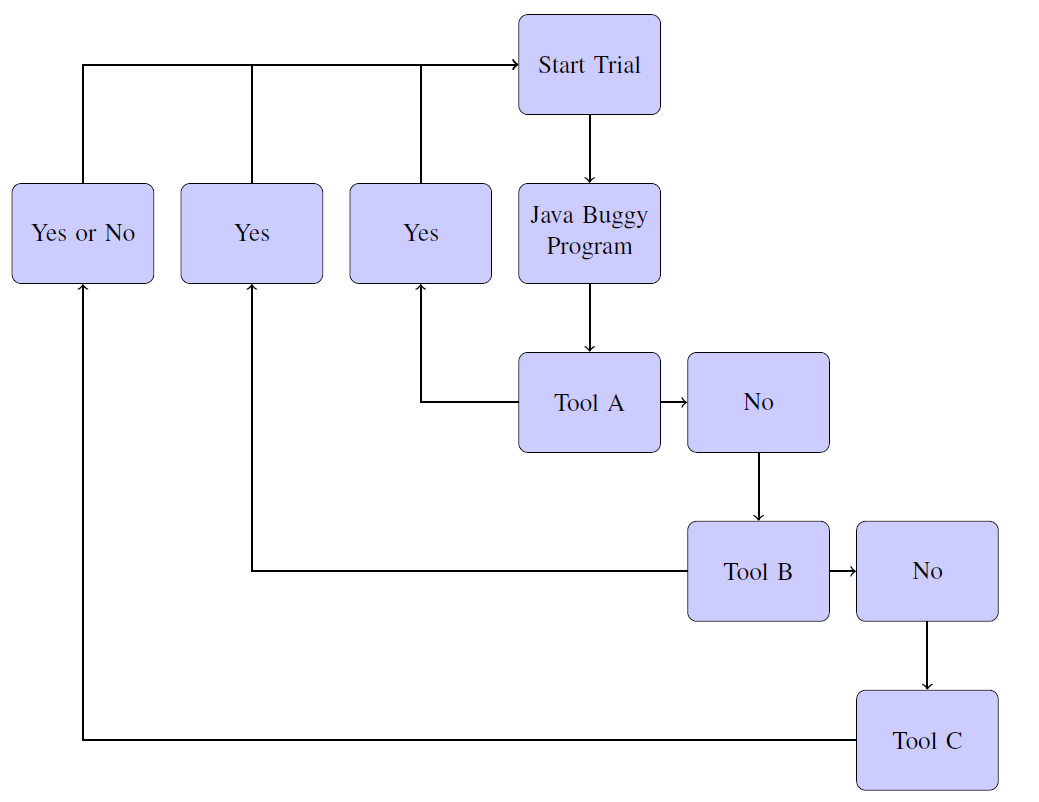 Start Trial
Yes or No
Yes
Yes
Java Buggy
Program
Tool A
No
Tool B
No
Tool C